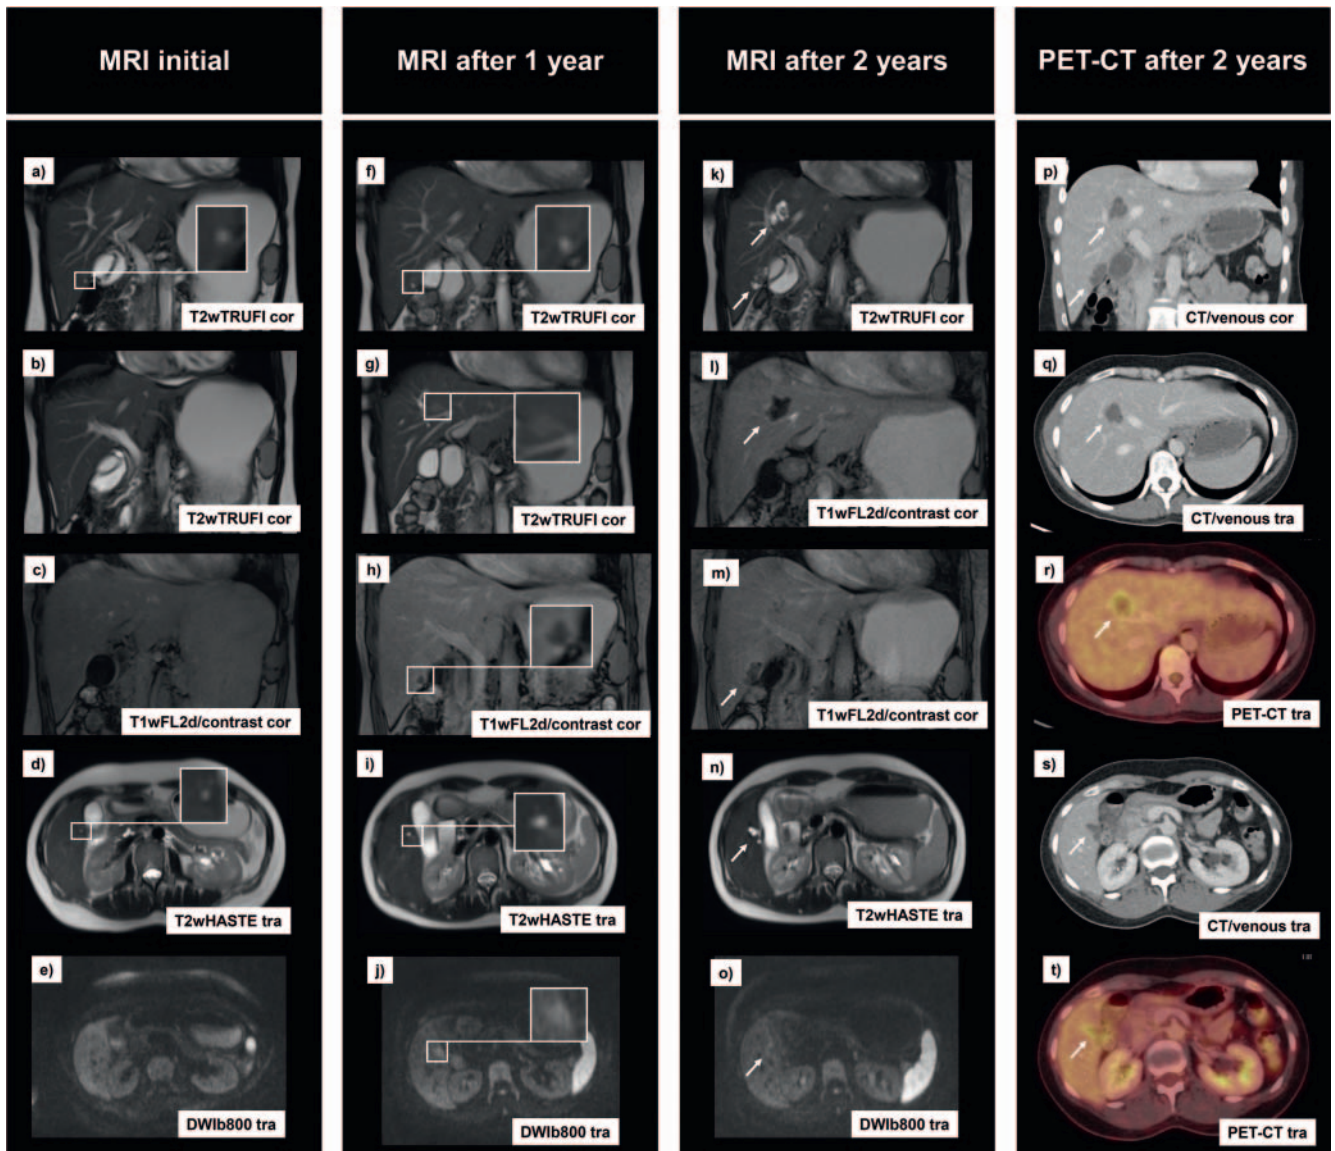 MRI initial
MRI after 1 year
MRI after 2 years
PET-CT after 2 years
a)
T2wTRUFI cor
f)
T2wTRUFI cor
k)
T2wTRUFI cor
p)
CT/venous cor
b)
T2wTRUFI cor
g)
T2wTRUFI cor
l)
T1wFL2d/contrast cor
q)
CT/venous tra
c)
T1wFL2d/contrast cor
h)
T1wFL2d/contrast cor
m)
T1wFL2d/contrast cor
r)
PET-CT tra
d)
T2wHASTE tra
i)
T2wHASTE tra
n)
T2wHASTE tra
s)
CT/venous tra
e)
DWIb800 tra
j)
DWIb800 tra
o)
DWIb800 tra
t)
PET-CT tra